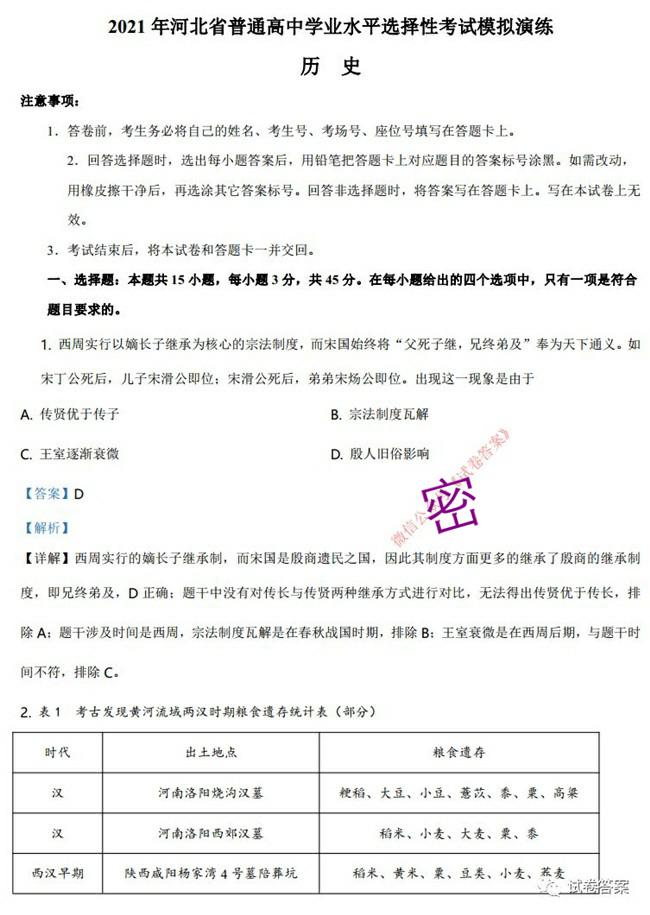 2021 年河北省普通高中学业水平选择性考试模拟演练
历 史
注意事项：
1．答卷前，考生务必将自己的姓名、考生号、考场号、座位号填写在答题卡上。
2．回答选择题时，选出每小题答案后，用铅笔把答题卡上对应题目的答案标号涂黑。如需改动，
用橡皮擦干净后，再选涂其它答案标号。回答非选择题时，将答案写在答题卡上。写在本试卷上无
效。
3．考试结束后，将本试卷和答题卡一并交回。
一、选择题：本题共 15 小题，每小题 3 分，共 45 分。在每小题给出的四个选项中，只有一项是符合
题目要求的。
1. 西周实行以嫡长子继承为核心的宗法制度，而宋国始终将“父死子继，兄终弟及”奉为天下通义。如
宋丁公死后，儿子宋湣公即位；宋湣公死后，弟弟宋炀公即位。出现这一现象是由于
A. 传贤优于传子 B. 宗法制度瓦解
C. 王室逐渐衰微 D. 殷人旧俗影响
微信公 试卷答案》
密
【答案】D
【解析】
【详解】西周实行的嫡长子继承制，而宋国是殷商遗民之国，因此其制度方面更多的继承了殷商的继承制
度，即兄终弟及，D 正确；题干中没有对传长与传贤两种继承方式进行对比，无法得出传贤优于传长，排
除 A；题干涉及时间是西周，宗法制度瓦解是在春秋战国时期，排除 B；王室衰微是在西周后期，与题干时
间不符，排除 C。
2. 表 1 考古发现黄河流域两汉时期粮食遗存统计表（部分）
时代 出土地点 粮食遗存
汉 河南洛阳烧沟汉墓 粳稻、大豆、小豆、薏苡、黍、粟、高粱
汉 河南洛阳西郊汉墓 稻米、小麦、大麦、粟、黍
西汉早期 陕西咸阳杨家湾 4 号墓陪葬坑 稻米、黄米、粟、豆类、小麦、荞麦
试卷答案